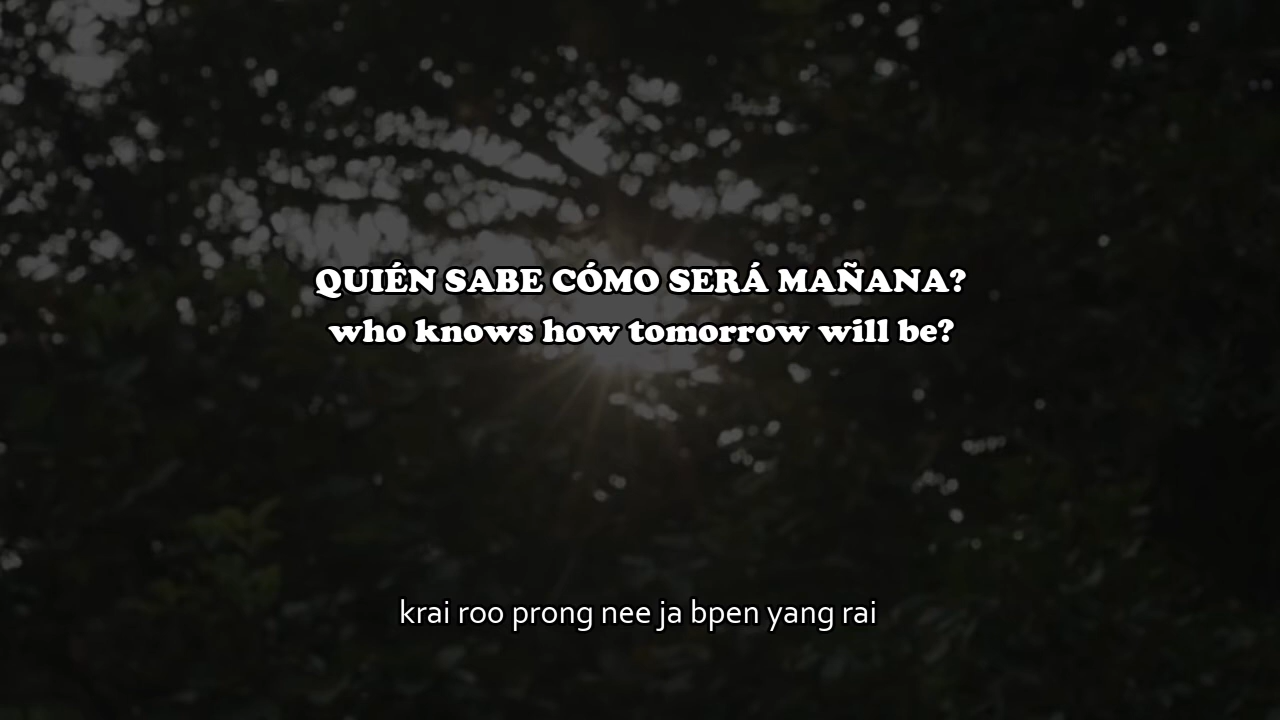 QUIÉN SABE CÓMO SERÁ MAÑANA?
who knows how tomorrow will be?
krai roo prong nee ja bpen yang rai